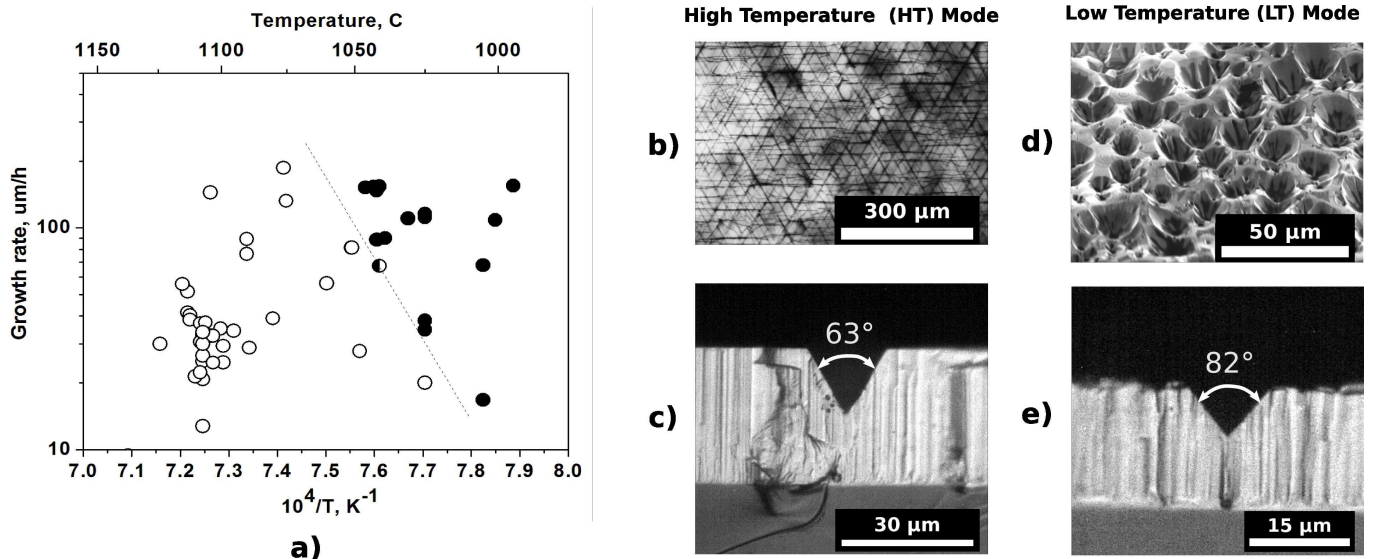 Temperature, C
1150 1100 1050 1000
Growth rate, um/h
100
10
7.0 7.1 7.2 7.3 7.4 7.5 7.6 7.7 7.8 7.9 8.0
10^4/T, K^-1
a)
High Temperature (HT) Mode
b)
300 µm
c)
63°
30 µm
Low Temperature (LT) Mode
d)
50 µm
e)
82°
15 µm